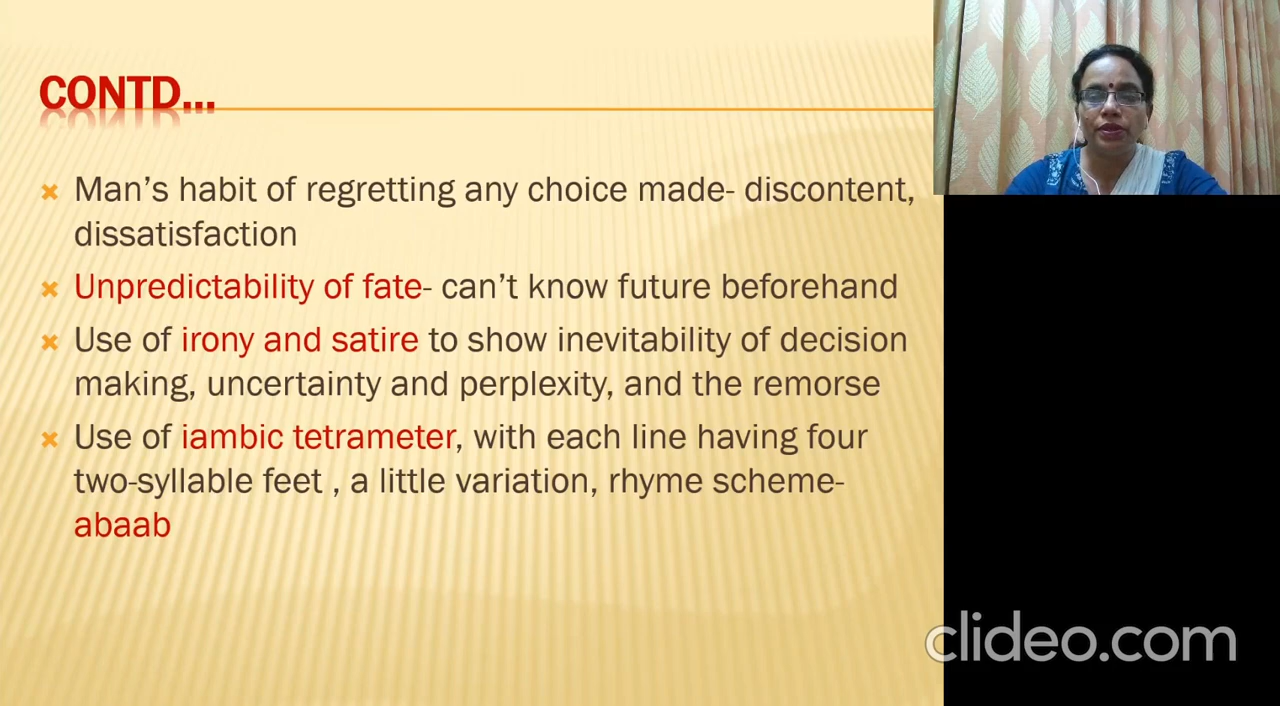 CONTD...
Man's habit of regretting any choice made- discontent,
dissatisfaction
Unpredictability of fate- can't know future beforehand
Use of irony and satire to show inevitability of decision
making, uncertainty and perplexity, and the remorse
Use of iambic tetrameter, with each line having four
two-syllable feet , a little variation, rhyme scheme-
abaab
clideo.com